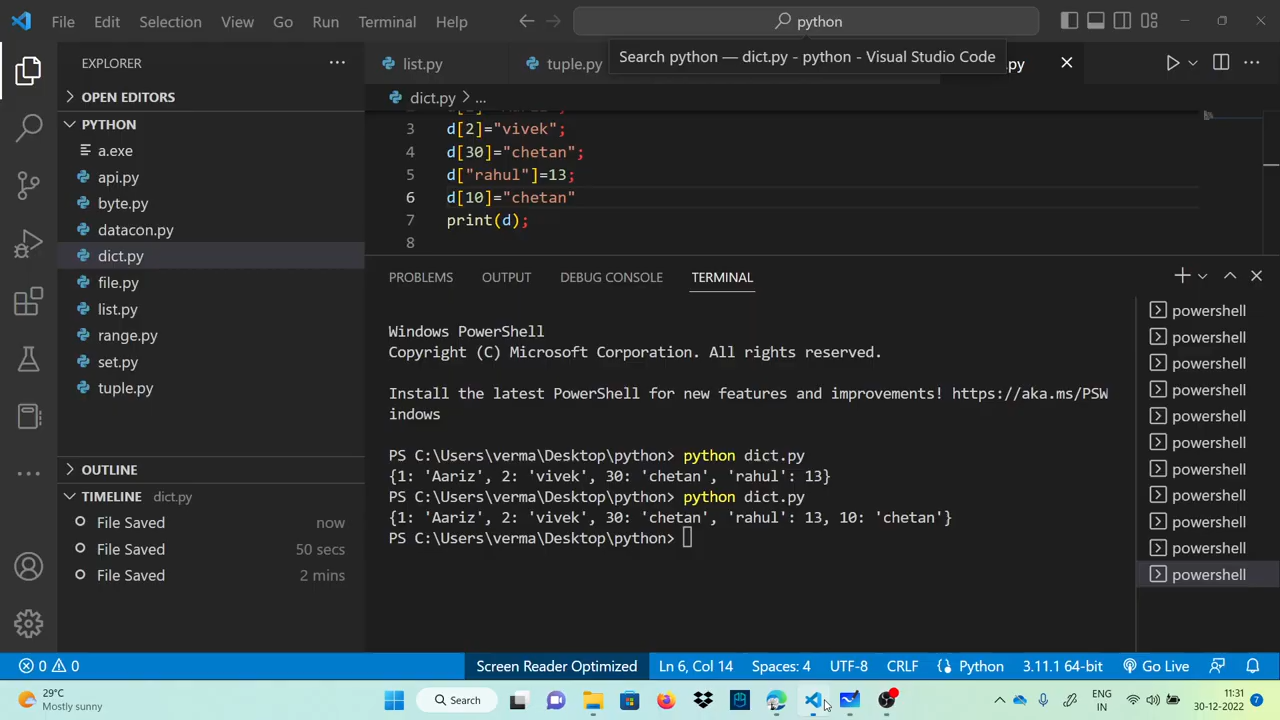 File Edit Selection View Go Run Terminal Help
python
EXPLORER
list.py
tuple.py
Search python — dict.py - python - Visual Studio Code
.py
OPEN EDITORS
dict.py > ...
PYTHON
a.exe
api.py
byte.py
datacon.py
dict.py
file.py
list.py
range.py
set.py
tuple.py
3 d[2]="vivek";
4 d[30]="chetan";
5 d["rahul"]=13;
6 d[10]="chetan"
7 print(d);
8
PROBLEMS OUTPUT DEBUG CONSOLE TERMINAL
Windows PowerShell
Copyright (C) Microsoft Corporation. All rights reserved.
Install the latest PowerShell for new features and improvements! https://aka.ms/PSW
indows
PS C:\Users\verma\Desktop\python> python dict.py
{1: 'Aariz', 2: 'vivek', 30: 'chetan', 'rahul': 13}
PS C:\Users\verma\Desktop\python> python dict.py
{1: 'Aariz', 2: 'vivek', 30: 'chetan', 'rahul': 13, 10: 'chetan'}
PS C:\Users\verma\Desktop\python>
powershell
powershell
powershell
powershell
powershell
powershell
powershell
powershell
powershell
powershell
powershell
OUTLINE
TIMELINE dict.py
File Saved now
File Saved 50 secs
File Saved 2 mins
0 0 Screen Reader Optimized Ln 6, Col 14 Spaces: 4 UTF-8 CRLF Python 3.11.1 64-bit Go Live
29°C
Mostly sunny
Search
ENG
IN
11:31
30-12-2022
7